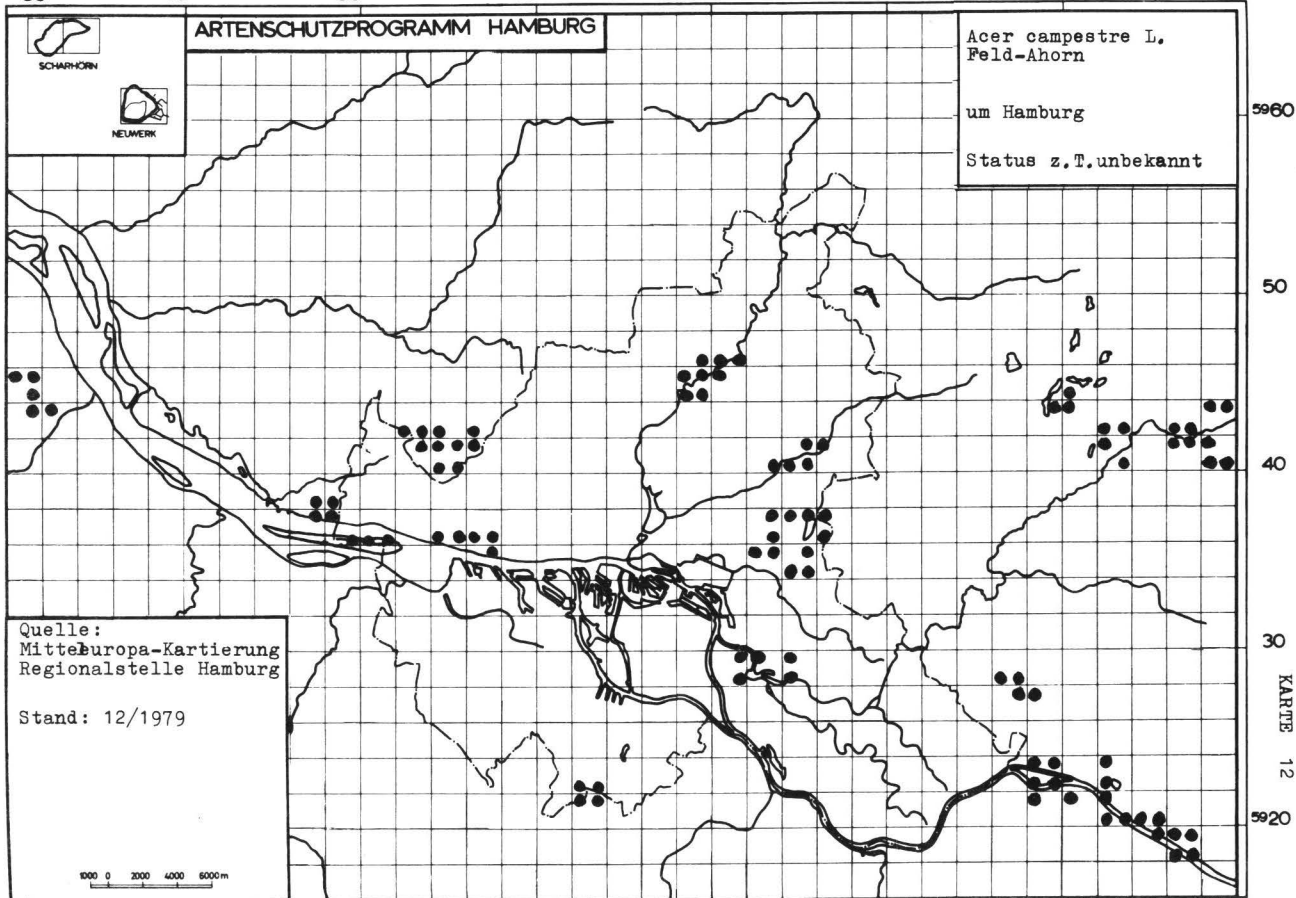 ARTENSCHUTZPROGRAMM HAMBURG
SCHARHÖRN
NEUWERK
Acer campestre L.
Feld-Ahorn
um Hamburg
Status z.T.unbekannt
5960
50
40
30
5920
KARTE 12
Quelle:
Mitteleuropa-Kartierung
Regionalstelle Hamburg
Stand: 12/1979
1000 0 2000 4000 6000m